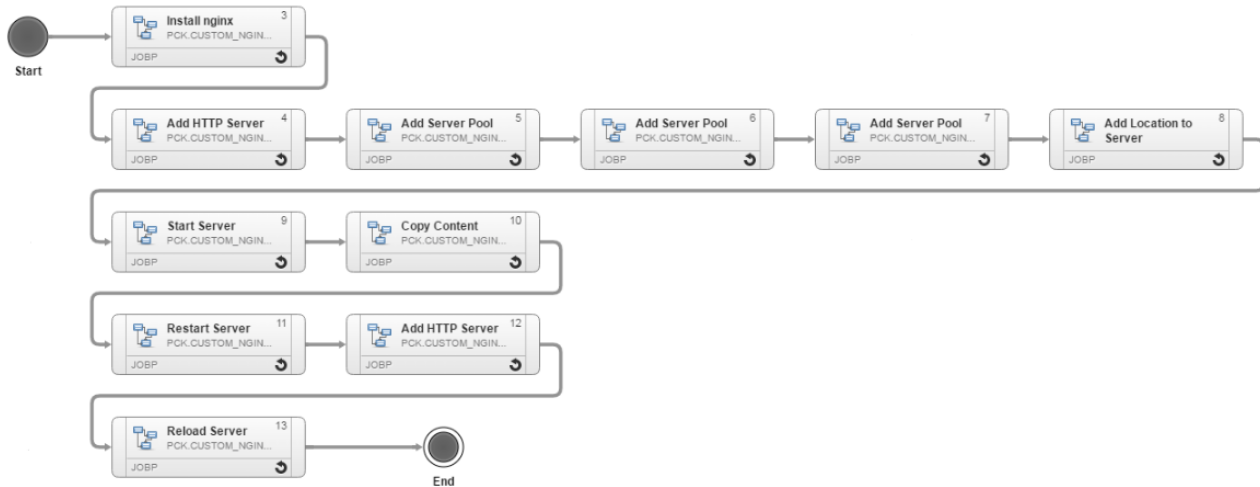 Start
Install nginx 3
PCK.CUSTOM_NGIN...
JOBP
Add HTTP Server 4
PCK.CUSTOM_NGIN...
JOBP
Add Server Pool 5
PCK.CUSTOM_NGIN...
JOBP
Add Server Pool 6
PCK.CUSTOM_NGIN...
JOBP
Add Server Pool 7
PCK.CUSTOM_NGIN...
JOBP
Add Location to 8
Server
JOBP
Start Server 9
PCK.CUSTOM_NGIN...
JOBP
Copy Content 10
PCK.CUSTOM_NGIN...
JOBP
Restart Server 11
PCK.CUSTOM_NGIN...
JOBP
Add HTTP Server 12
PCK.CUSTOM_NGIN...
JOBP
Reload Server 13
PCK.CUSTOM_NGIN...
JOBP
End